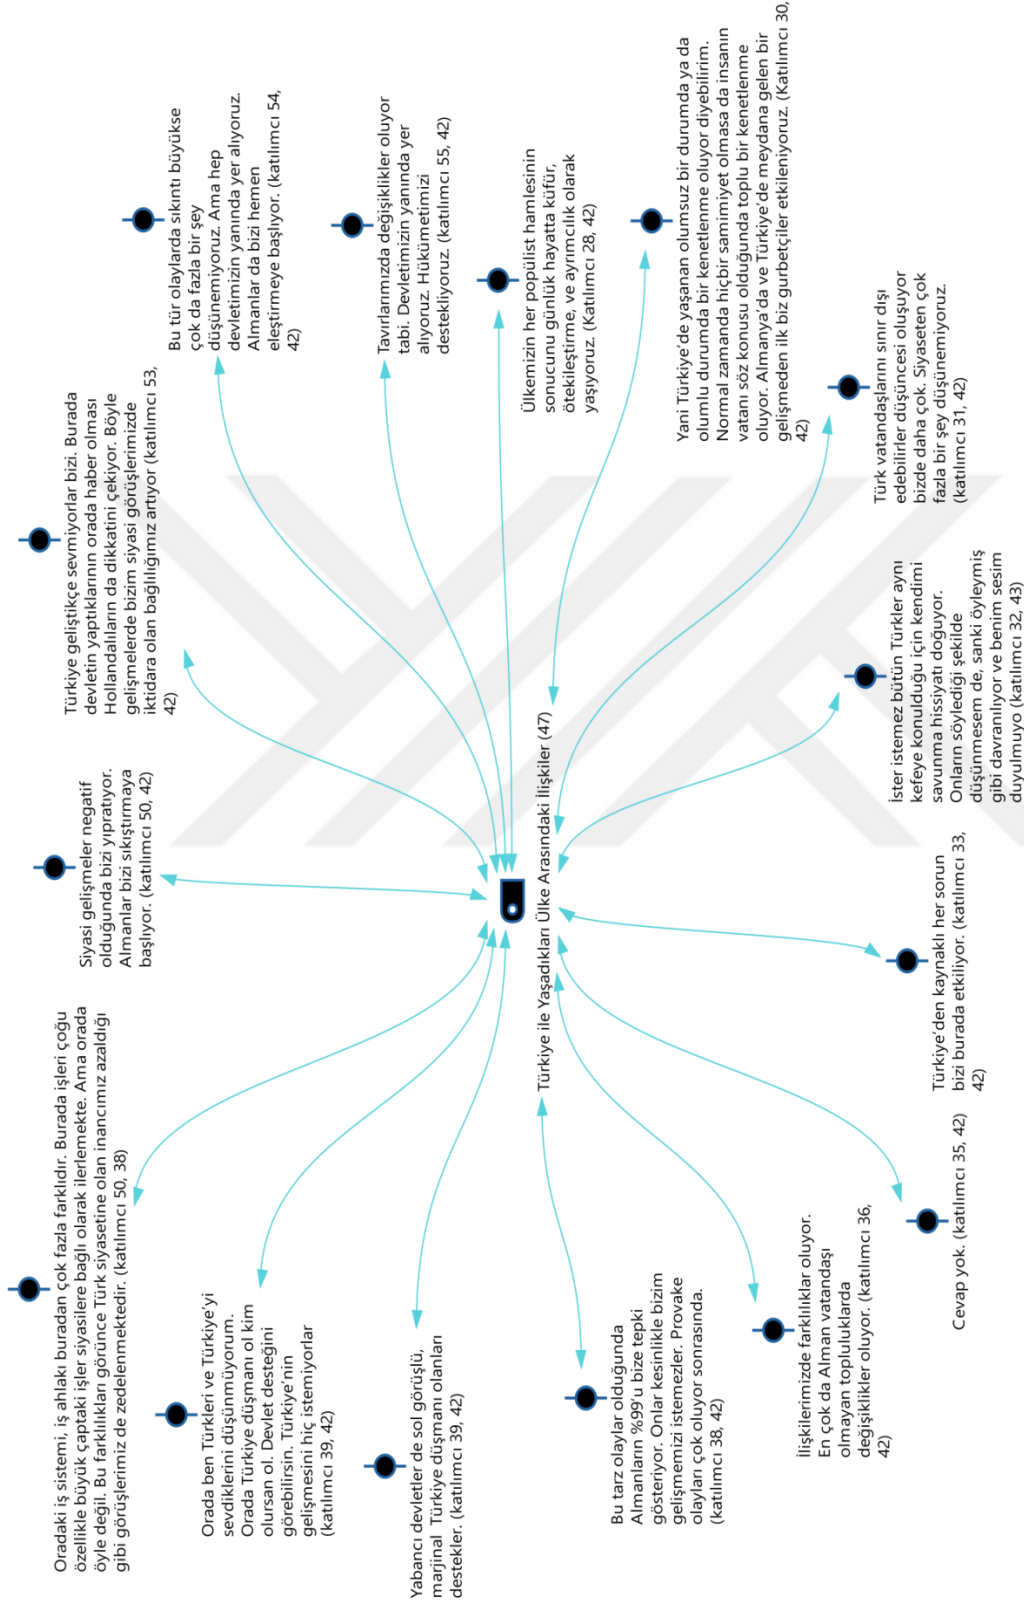 Oradaki iş sistemi, iş ahlakı buradan çok fazla farklıdır. Burada işleri çoğu
özellikle büyük çaptaki işler siyasilere bağlı olarak ilerlemekte. Ama orada
öyle değil. Bu farklılıkları görünce Türk siyasetine olan inancımız azaldığı
gibi görüşlerimiz de zedelenmektedir. (katılımcı 50, 38)
Siyasi gelişmeler negatif
olduğunda bizi yıpratıyor.
Almanlar bizi sıkıştırmaya
başlıyor. (katılımcı 50, 42)
Türkiye geliştikçe sevmiyorlar bizi. Burada
devletin yaptıklarının orada haber olması
Hollandalıların da dikkatini çekiyor. Böyle
gelişmelerde bizim siyasi görüşlerimizde
iktidara olan bağlılığımız artıyor (katılımcı 53,
42)
Bu tür olaylarda sıkıntı büyükse
çok da fazla bir şey
düşünemiyoruz. Ama hep
devletimizin yanında yer alıyoruz.
Almanlar da bizi hemen
eleştirmeye başlıyor. (katılımcı 54,
42)
Orada ben Türkleri ve Türkiye'yi
sevdiklerini düşünmüyorum.
Orada Türkiye düşmanı ol kim
olursan ol. Devlet desteğini
görebilirsin. Türkiye'nin
gelişmesini hiç istemiyorlar
(katılımcı 39, 42)
Tavırlarımızda değişiklikler oluyor
tabi. Devletimizin yanında yer
alıyoruz. Hükümetimizi
destekliyoruz. (katılımcı 55, 42)
Yabancı devletler de sol görüşlü,
marjinal Türkiye düşmanı olanları
destekler. (katılımcı 39, 42)
Ülkemizin her popülist hamlesinin
sonucunu günlük hayatta küfür,
ötekileştirme, ve ayrımcılık olarak
yaşıyoruz. (Katılımcı 28, 42)
Türkiye ile Yaşadıkları Ülke Arasındaki İlişkiler (47)
Bu tarz olaylar olduğunda
Almanların %99'u bize tepki
gösteriyor. Onlar kesinlikle bizim
gelişmemizi istemezler. Provake
olayları çok oluyor sonrasında.
(katılımcı 38, 42)
Yani Türkiye'de yaşanan olumsuz bir durumda ya da
olumlu durumda bir kenetlenme oluyor diyebilirim.
Normal zamanda hiçbir samimiyet olmasa da insanın
vatanı söz konusu olduğunda toplu bir kenetlenme
oluyor. Almanya'da ve Türkiye'de meydana gelen bir
gelişmeden ilk biz gurbetçiler etkileniyoruz. (Katılımcı 30,
42)
İlişkilerimizde farklılıklar oluyor.
En çok da Alman vatandaşı
olmayan topluluklarda
değişiklikler oluyor. (katılımcı 36,
42)
Cevap yok. (katılımcı 35, 42)
Türkiye'den kaynaklı her sorun
bizi burada etkiliyor. (katılımcı 33,
42)
İster istemez bütün Türkler aynı
kefeye konulduğu için kendimi
savunma hissiyatı doğuyor.
Onların söylediği şekilde
düşünmesem de, sanki öyleymiş
gibi davranılıyor ve benim sesim
duyulmuyo (katılımcı 32, 43)
Türk vatandaşlarını sınır dışı
edebilirler düşüncesi oluşuyor
bizde daha çok. Siyaseten çok
fazla bir şey düşünemiyoruz.
(katılımcı 31, 42)